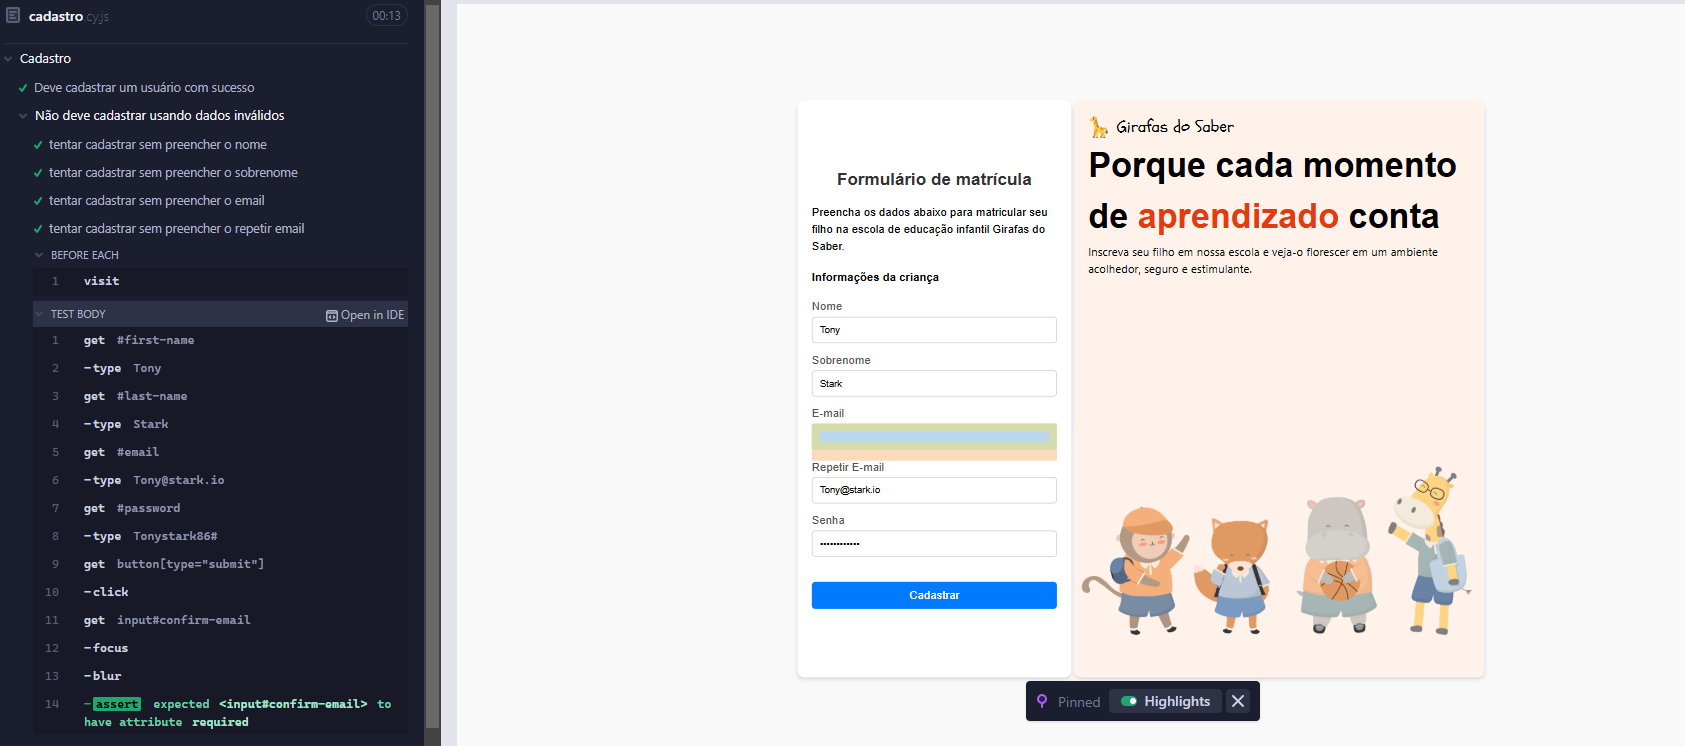 cadastro.cy.js
00:13
Cadastro
Deve cadastrar um usuário com sucesso
Não deve cadastrar usando dados inválidos
tentar cadastrar sem preencher o nome
tentar cadastrar sem preencher o sobrenome
tentar cadastrar sem preencher o email
tentar cadastrar sem preencher o repetir email
BEFORE EACH
1 visit
TEST BODY
Open in IDE
1 get #first-name
2 -type Tony
3 get #last-name
4 -type Stark
5 get #email
6 -type Tony@stark.io
7 get #password
8 -type Tonystark86#
9 get button[type="submit"]
10 -click
11 get input#confirm-email
12 -focus
13 -blur
14 -assert expected <input#confirm-email> to
have attribute required
Formulário de matrícula
Preencha os dados abaixo para matricular seu
filho na escola de educação infantil Girafas do
Saber.
Informações da criança
Nome
Tony
Sobrenome
Stark
E-mail
Repetir E-mail
Tony@stark.io
Senha
••••••••••••
Cadastrar
Girafas do Saber
Porque cada momento
de aprendizado conta
Inscreva seu filho em nossa escola e veja-o florescer em um ambiente
acolhedor, seguro e estimulante.
Pinned
Highlights